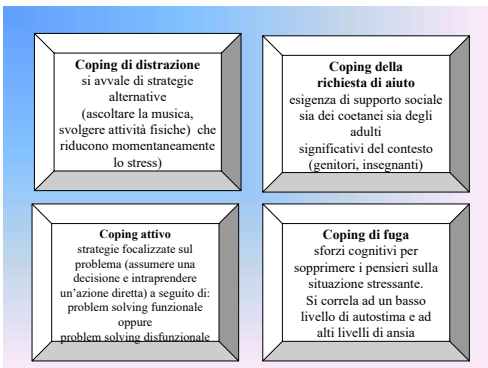 Coping di distrazione
si avvale di strategie
alternative
(ascoltare la musica,
svolgere attività fisiche)  che
riducono momentaneamente
lo stress)
Coping della
richiesta di aiuto
esigenza di supporto sociale
sia dei coetanei sia degli
adulti
significativi del contesto
(genitori, insegnanti)
Coping attivo
strategie focalizzate sul
problema (assumere una
decisione e intraprendere
un’azione diretta) a seguito di:
problem solving funzionale
oppure
problem solving disfunzionale
Coping di fuga
sforzi cognitivi per
sopprimere i pensieri sulla
situazione stressante.
Si correla ad un basso
livello di autostima e ad
alti livelli di ansia